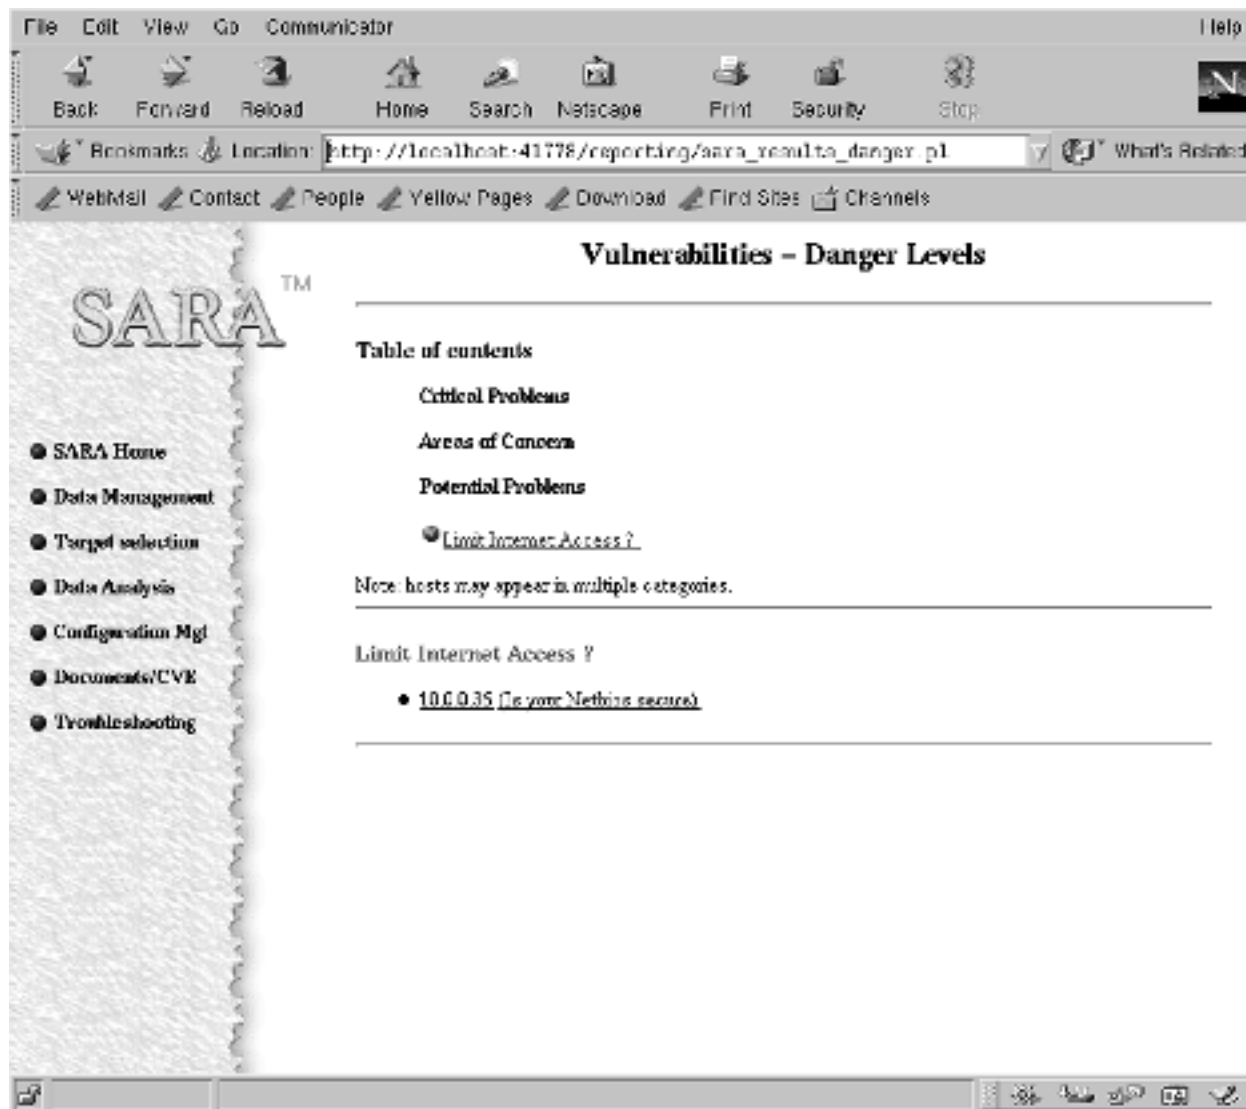 File Edit View Go Communicator Help
Back Forward Reload Home Search Netscape Print Security Stop
Bookmarks Location: http://localhost:41778/reporting/sara_results_danger.pl What's Related
WebMail Contact People Yellow Pages Download Find Sites Channels
SARA TM
SARA Home
Data Management
Target selection
Data Analysis
Configuration Mgt
Documents/CVE
Troubleshooting
Vulnerabilities – Danger Levels
Table of contents
Critical Problems
Areas of Concern
Potential Problems
Limit Internet Access ?
Note: hosts may appear in multiple categories.
Limit Internet Access ?
10.0.0.35 (Is your Netbios secure)